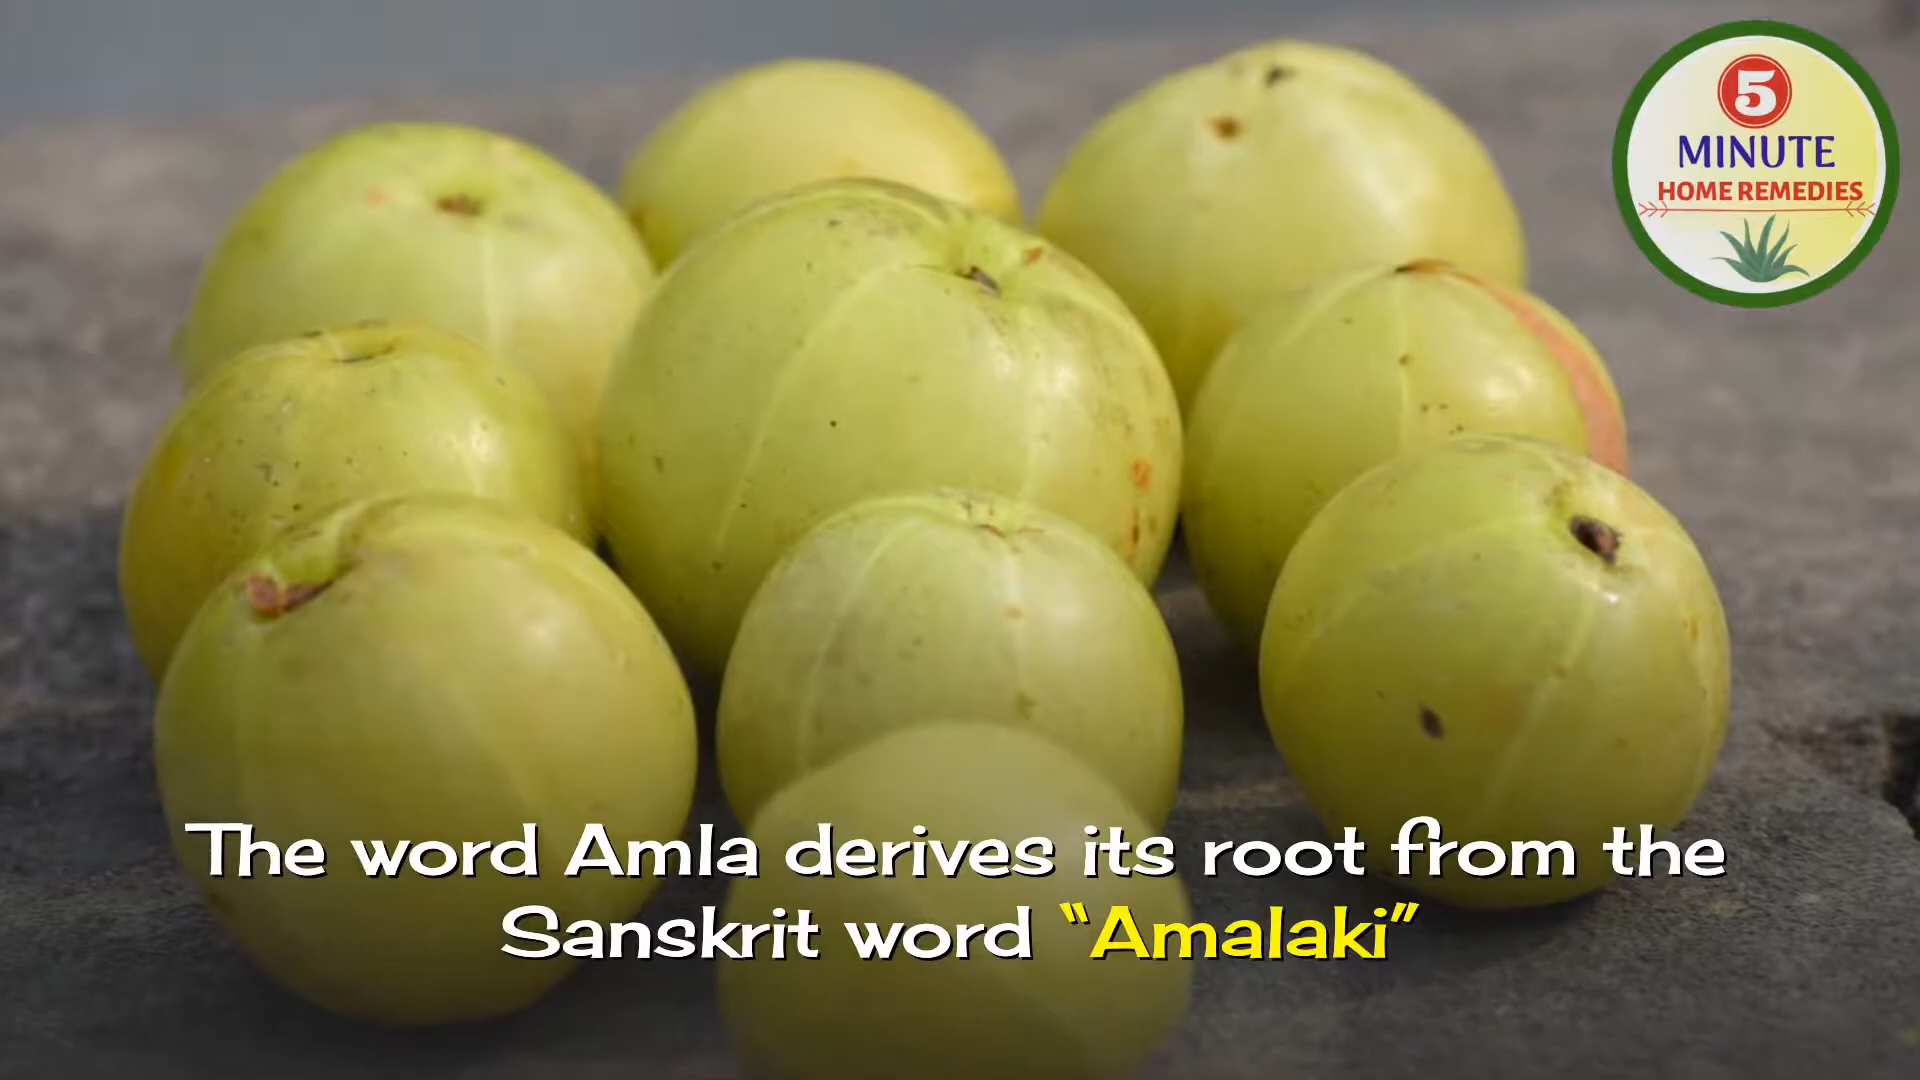 5
MINUTE
HOME REMEDIES
The word Amla derives its root from the
Sanskrit word “Amalaki”